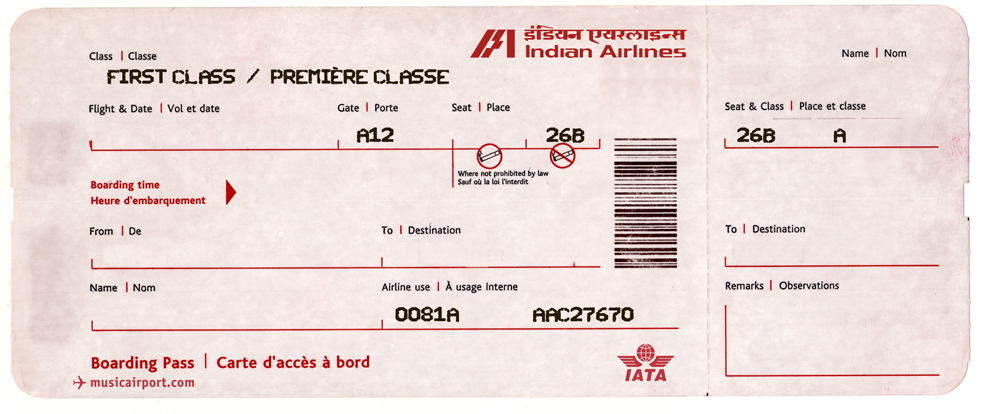 इंडियन एयरलाइन्स
Indian Airlines
Class | Classe
FIRST CLASS / PREMIÈRE CLASSE
Name | Nom
Flight & Date | Vol et date
Gate | Porte
Seat | Place
Seat & Class | Place et classe
A12
26B
26B A
Where not prohibited by law
Sauf où la loi l'interdit
Boarding time
Heure d'embarquement
From | De
To | Destination
To | Destination
Name | Nom
Airline use | À usage interne
Remarks | Observations
0081A AAC27670
Boarding Pass | Carte d'accès à bord
musicairport.com
IATA